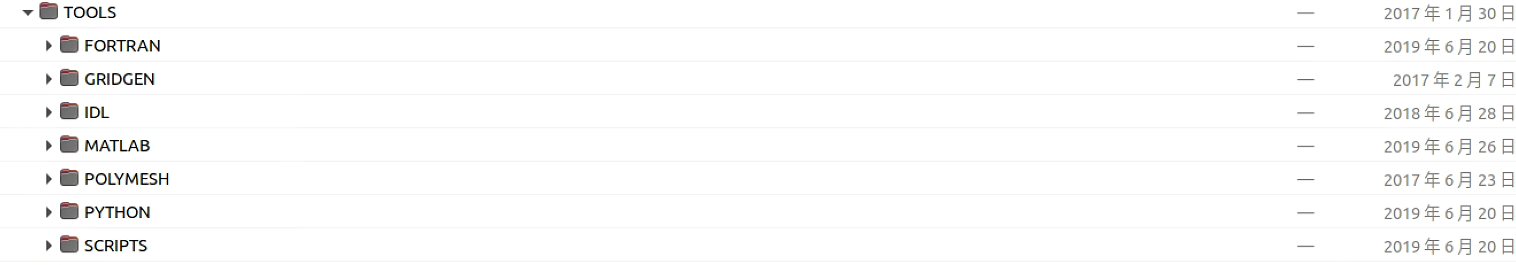 TOOLS — 2017 年 1 月 30 日
FORTRAN — 2019 年 6 月 20 日
GRIDGEN — 2017 年 2 月 7 日
IDL — 2018 年 6 月 28 日
MATLAB — 2019 年 6 月 26 日
POLYMESH — 2017 年 6 月 23 日
PYTHON — 2019 年 6 月 20 日
SCRIPTS — 2019 年 6 月 20 日